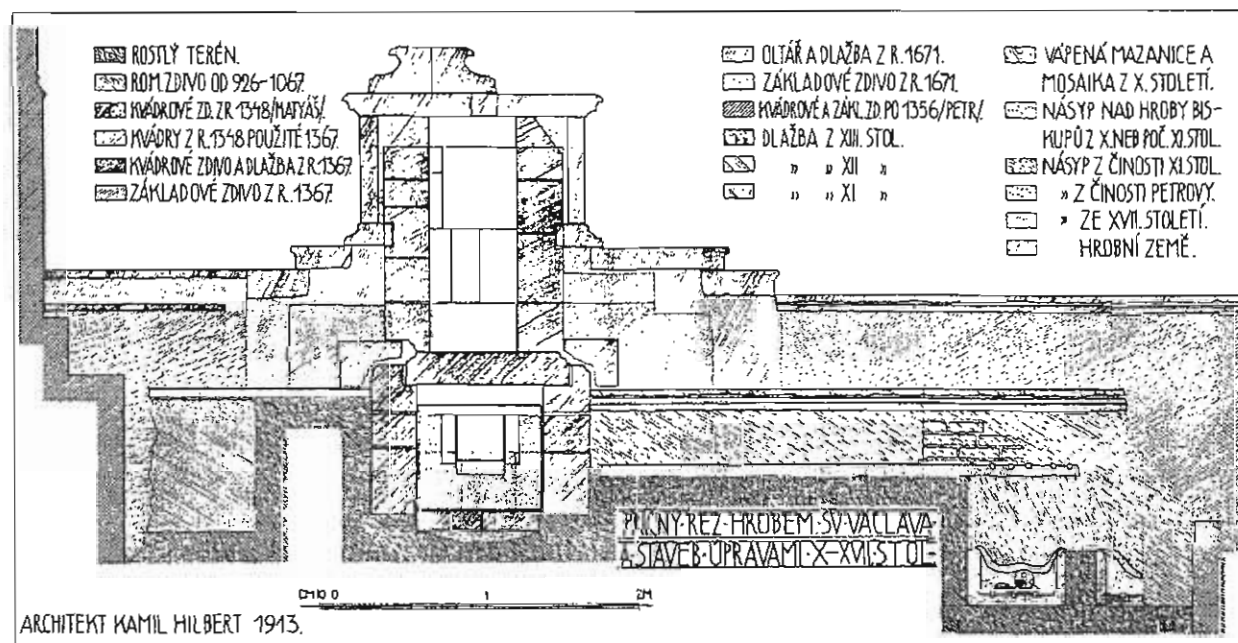 ROSTLÝ TERÉN.
ROM. ZDIVO OD 926-1067.
KVÁDROVÉ ZD. Z R 1348/MATYÁŠ/
KVÁDRY Z R. 1348 POUŽITÉ 1367.
KVÁDROVÉ ZDIVO A DLAŽBA Z R. 1367.
ZÁKLADOVÉ ZDIVO Z R. 1367.
OLTÁŘ A DLAŽBA Z R. 1671.
ZÁKLADOVÉ ZDIVO Z R. 1671.
KVÁDROVÉ A ZÁKL. ZD. PO 1356/PETR/
DLAŽBA Z XIII. STOL.
" " XII "
" " XI "
VÁPENÁ MAZANICE A
MOSAIKA Z X. STOLETÍ.
NÁSYP NAD HROBY BIS-
KUPŮ Z X. NEB POČ. XI. STOL.
NÁSYP Z ČINOSTI XI. STOL.
" Z ČINOSTI PETROVY.
" ZE XVII. STOLETÍ.
HROBNÍ ZEMĚ.
PŘÍČNÝ·ŘEZ·HROBEM·SV·VÁCLAVA·
A·STAVEB·ÚPRAVAMI·X-XVII.STOL-
CM 10 0 1 2M
ARCHITEKT KAMIL HILBERT 1913.